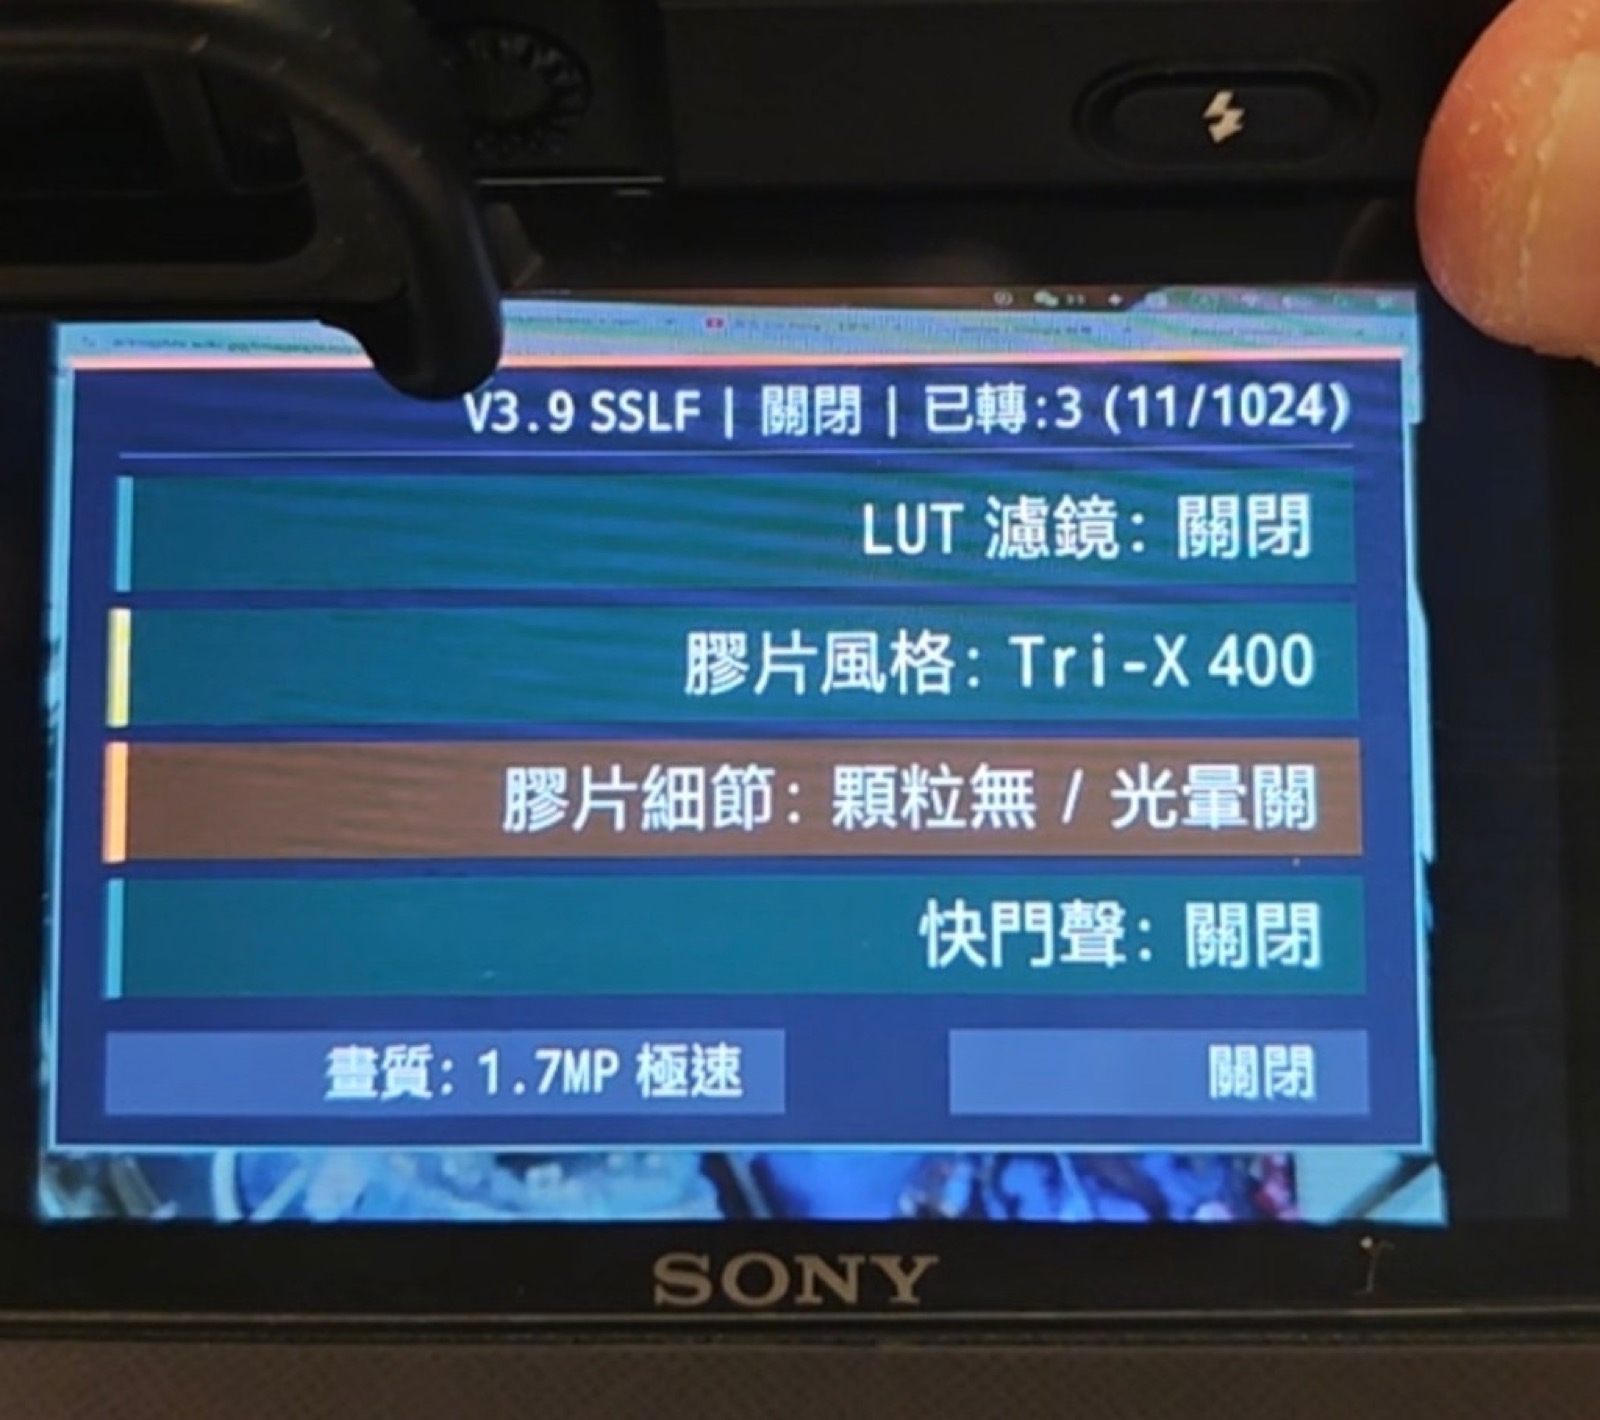 V3.9 SSLF | 關閉 | 已轉:3 (11/1024)
LUT 濾鏡: 關閉
膠片風格: Tri-X 400
膠片細節: 顆粒無 / 光暈關
快門聲: 關閉
畫質: 1.7MP 極速
關閉
SONY